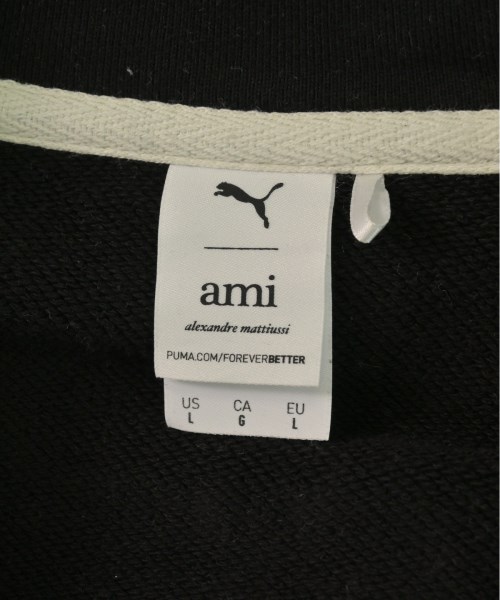 ami
alexandre mattiussi
PUMA.COM/FOREVERBETTER
US CA EU
L G L